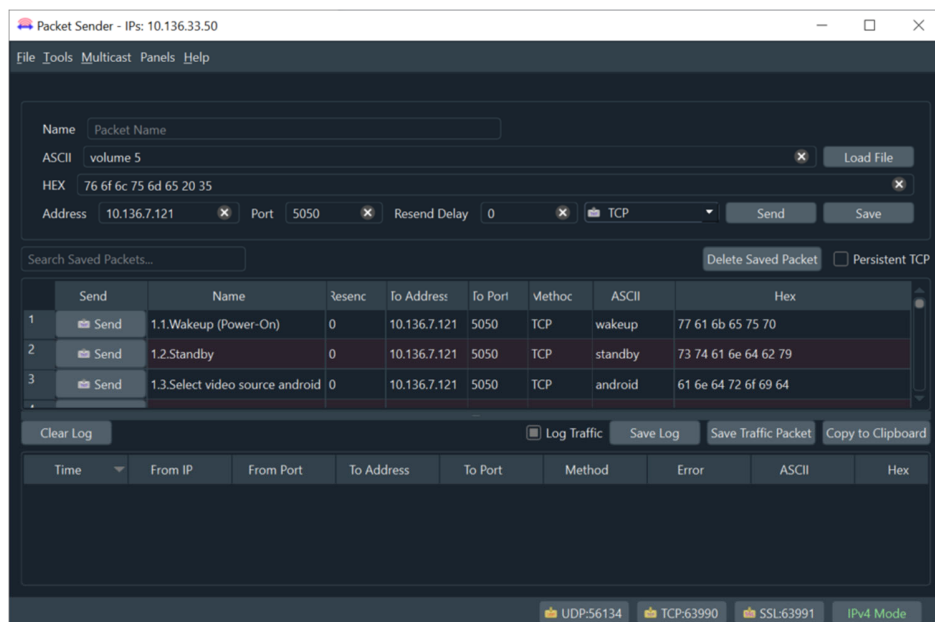 Packet Sender - IPs: 10.136.33.50
File Tools Multicast Panels Help
Name Packet Name
ASCII volume 5 Load File
HEX 76 6f 6c 75 6d 65 20 35
Address 10.136.7.121 Port 5050 Resend Delay 0 TCP Send Save
Search Saved Packets... Delete Saved Packet Persistent TCP
Send Name Resenc To Address To Port Method ASCII Hex
1 Send 1.1.Wakeup (Power-On) 0 10.136.7.121 5050 TCP wakeup 77 61 6b 65 75 70
2 Send 1.2.Standby 0 10.136.7.121 5050 TCP standby 73 74 61 6e 64 62 79
3 Send 1.3.Select video source android 0 10.136.7.121 5050 TCP android 61 6e 64 72 6f 69 64
Clear Log Log Traffic Save Log Save Traffic Packet Copy to Clipboard
Time From IP From Port To Address To Port Method Error ASCII Hex
UDP:56134 TCP:63990 SSL:63991 IPv4 Mode